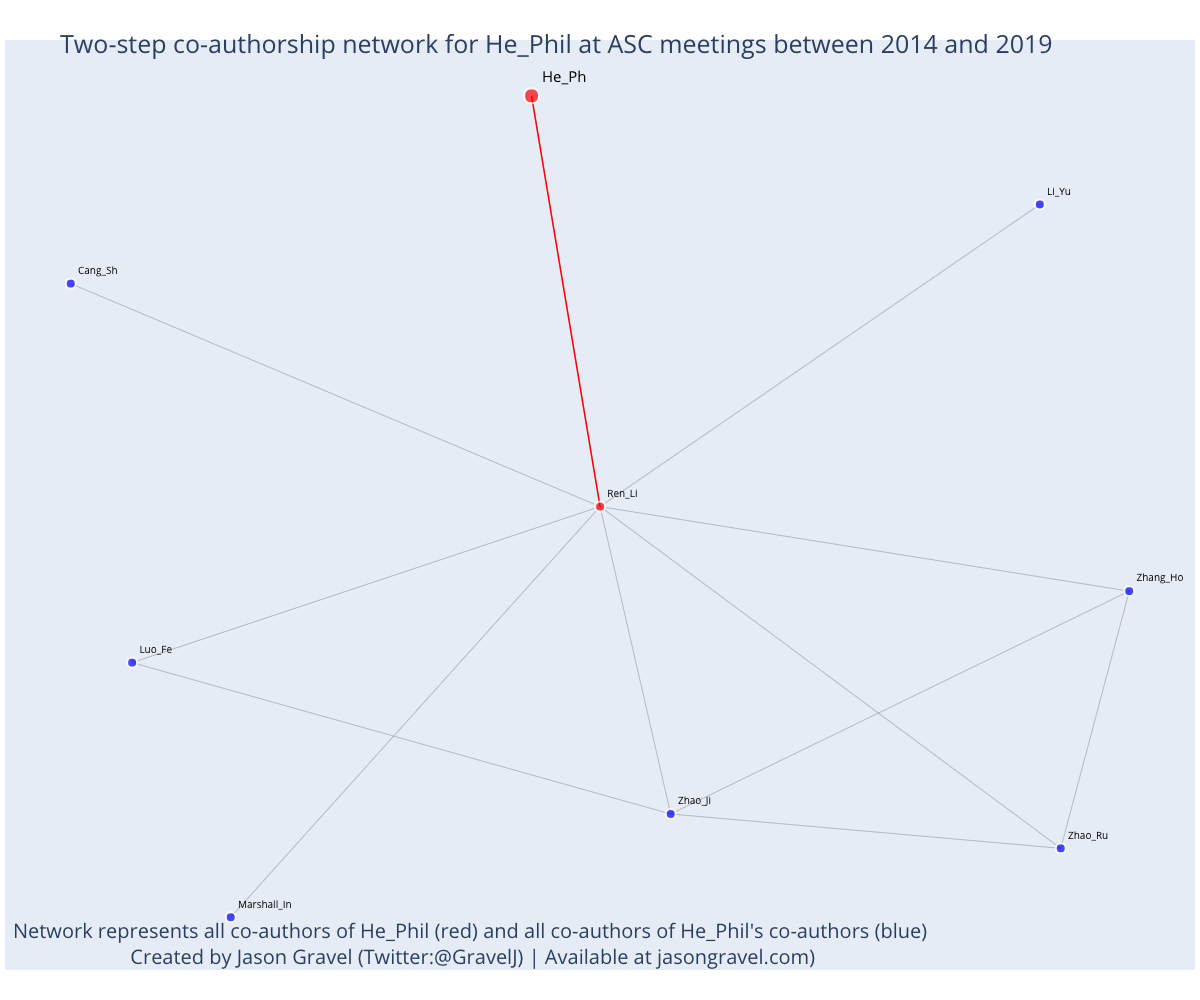 Two-step co-authorship network for He_Phil at ASC meetings between 2014 and 2019
He_Ph
Li_Yu
Cang_Sh
Ren_Li
Zhang_Ho
Luo_Fe
Zhao_Ji
Zhao_Ru
Marshall_In
Network represents all co-authors of He_Phil (red) and all co-authors of He_Phil's co-authors (blue)
Created by Jason Gravel (Twitter:@GravelJ) | Available at jasongravel.com)